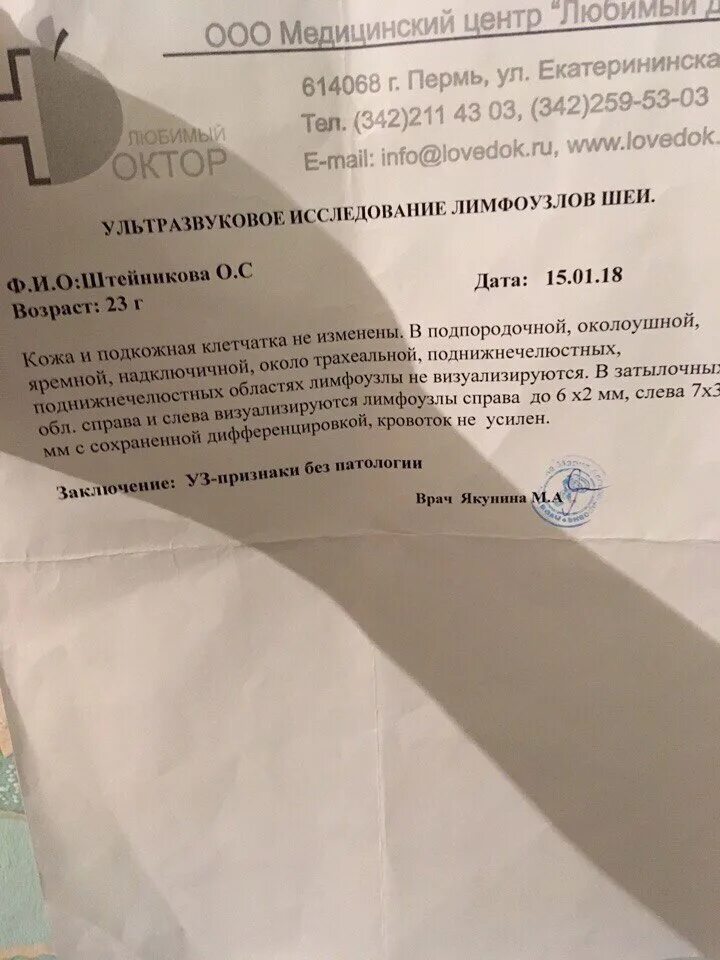 ООО Медицинский центр "Любимый
614068 г. Пермь, ул. Екатерининска
Тел. (342)211 43 03, (342)259-53-03
E-mail: info@lovedok.ru, www.lovedok.
ЛЮБИМЫЙ
ОКТОР
УЛЬТРАЗВУКОВОЕ ИССЛЕДОВАНИЕ ЛИМФОУЗЛОВ ШЕИ.
Ф.И.О:Штейникова О.С
Дата: 15.01.18
Возраст: 23 г
Кожа и подкожная клетчатка не изменены. В подпородочной, околоушной,
яремной, надключичной, около трахеальной, поднижнечелюстных,
поднижнечелюстных областях лимфоузлы не визуализируются. В затылочных
обл. справа и слева визуализируются лимфоузлы справа до 6 х2 мм, слева 7х3
мм с сохраненной дифференцировкой, кровоток не усилен.
Заключение: УЗ-признаки без патологии
Врач Якунина М.А